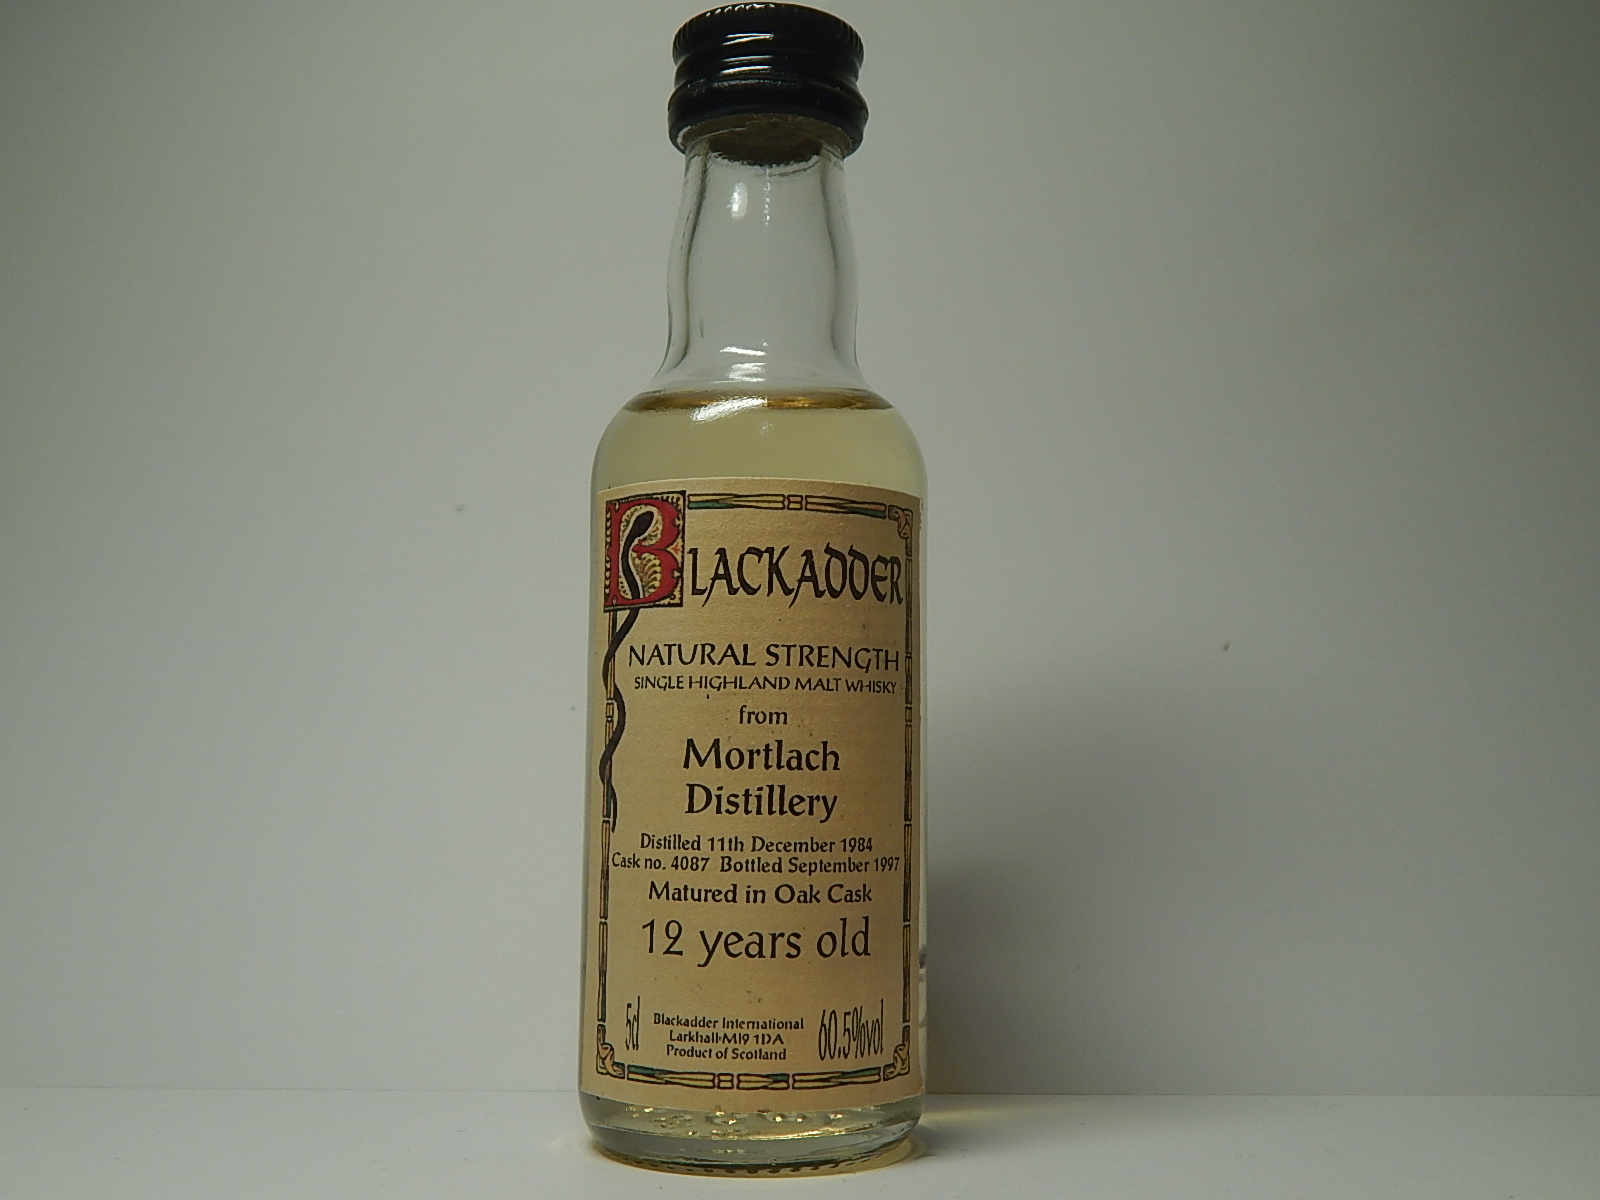 BLACKADDER
NATURAL STRENGTH
SINGLE HIGHLAND MALT WHISKY
from
Mortlach
Distillery
Distilled 11th December 1984
Cask no. 4087 Bottled September 1997
Matured in Oak Cask
12 years old
5cl
Blackadder International
Larkhall·Ml9 1DA
Product of Scotland
60.5%vol